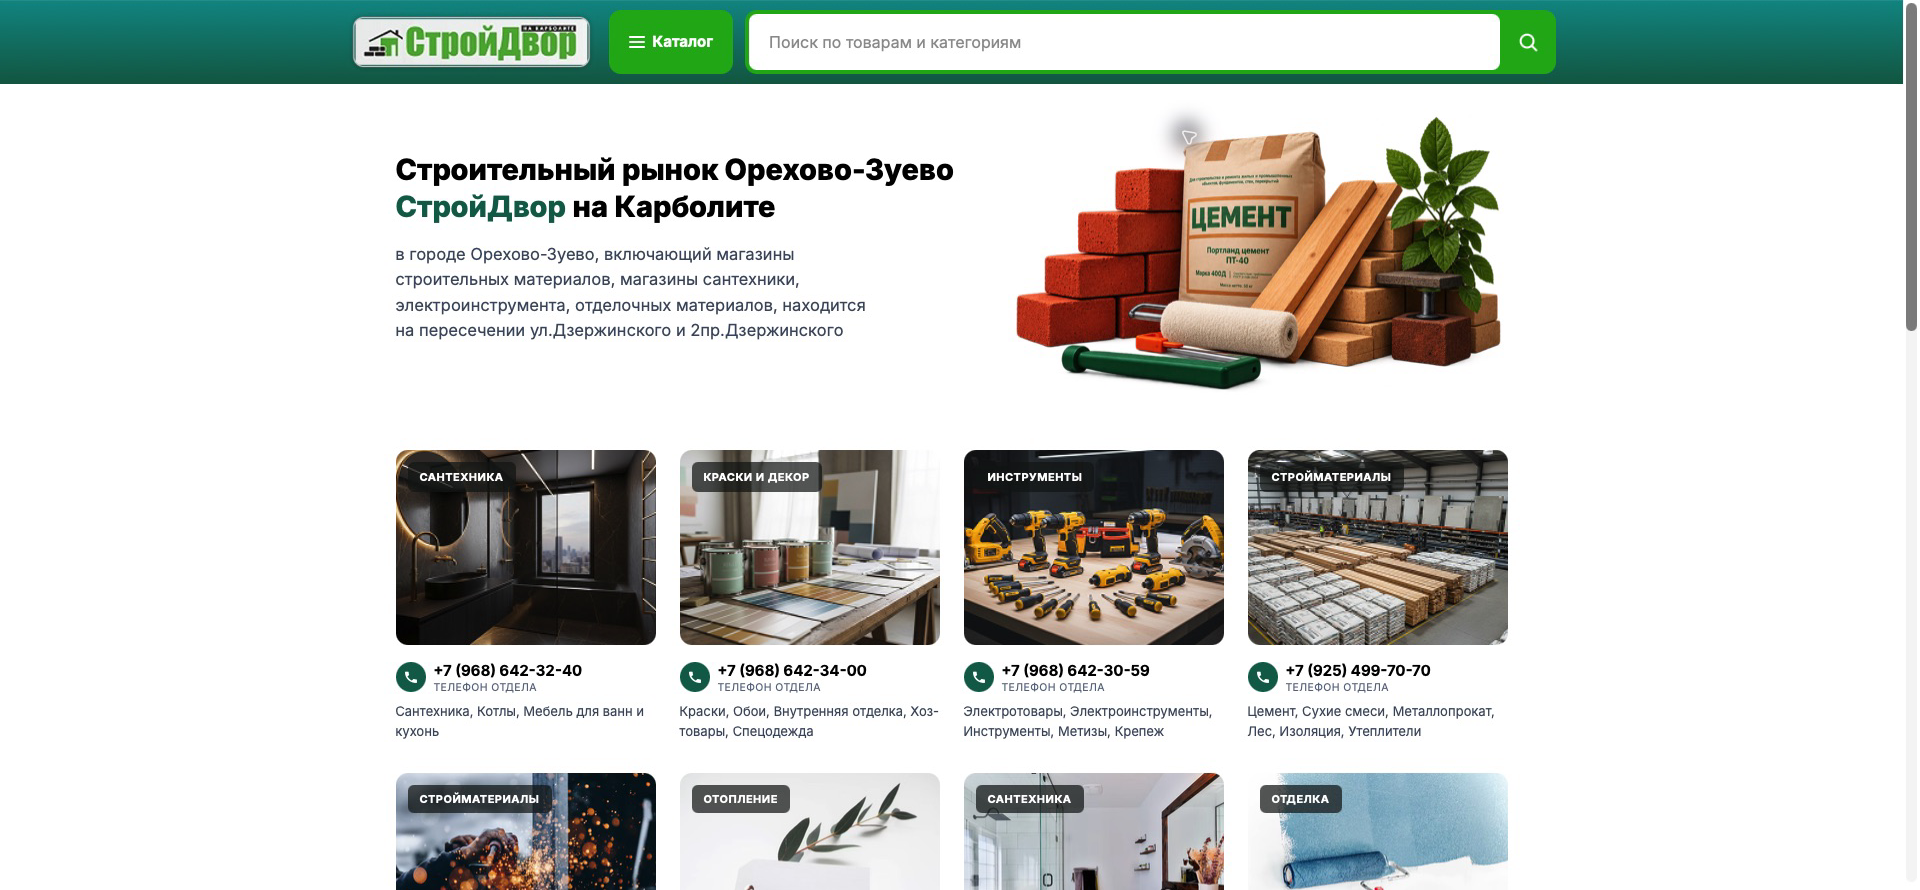 НА КАРБОЛИТЕ
СтройДвор
Каталог
Поиск по товарам и категориям
Строительный рынок Орехово-Зуево
СтройДвор на Карболите
в городе Орехово-Зуево, включающий магазины
строительных материалов, магазины сантехники,
электроинструмента, отделочных материалов, находится
на пересечении ул.Дзержинского и 2пр.Дзержинского
ЦЕМЕНТ
Портланд цемент
ПТ-40
Марка 400Д
САНТЕХНИКА
КРАСКИ И ДЕКОР
ИНСТРУМЕНТЫ
СТРОЙМАТЕРИАЛЫ
+7 (968) 642-32-40
ТЕЛЕФОН ОТДЕЛА
Сантехника, Котлы, Мебель для ванн и
кухонь
+7 (968) 642-34-00
ТЕЛЕФОН ОТДЕЛА
Краски, Обои, Внутренняя отделка, Хоз-
товары, Спецодежда
+7 (968) 642-30-59
ТЕЛЕФОН ОТДЕЛА
Электротовары, Электроинструменты,
Инструменты, Метизы, Крепеж
+7 (925) 499-70-70
ТЕЛЕФОН ОТДЕЛА
Цемент, Сухие смеси, Металлопрокат,
Лес, Изоляция, Утеплители
СТРОЙМАТЕРИАЛЫ
ОТОПЛЕНИЕ
САНТЕХНИКА
ОТДЕЛКА